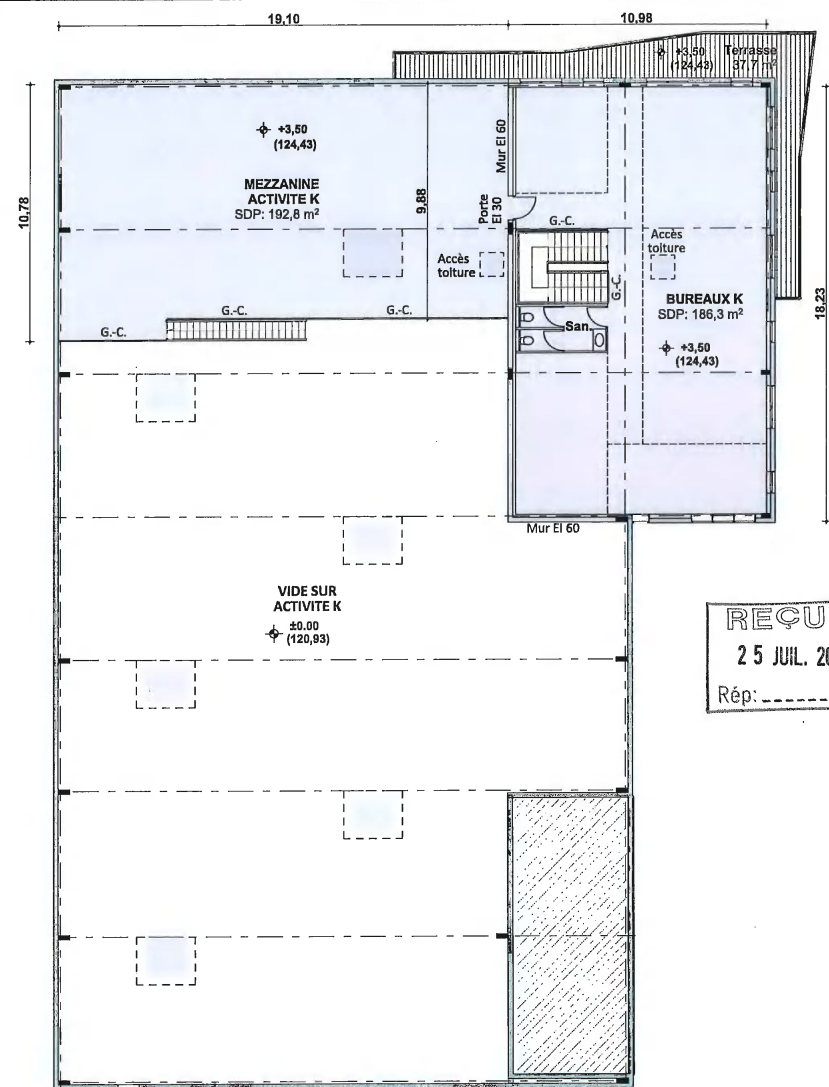 19,10
10,98
+3,50
(124,43)
Terrasse
37,7 m²
10,78
+3,50
(124,43)
MEZZANINE
ACTIVITE K
SDP: 192,8 m²
9,88
Mur EI 60
Porte
EI 30
G.-C.
Accès
toiture
Accès
toiture
G.-C.
BUREAUX K
SDP: 186,3 m²
+3,50
(124,43)
18,23
San.
G.-C.
G.-C.
G.-C.
Mur EI 60
VIDE SUR
ACTIVITE K
±0.00
(120,93)
REÇU
25 JUIL. 20
Rép: